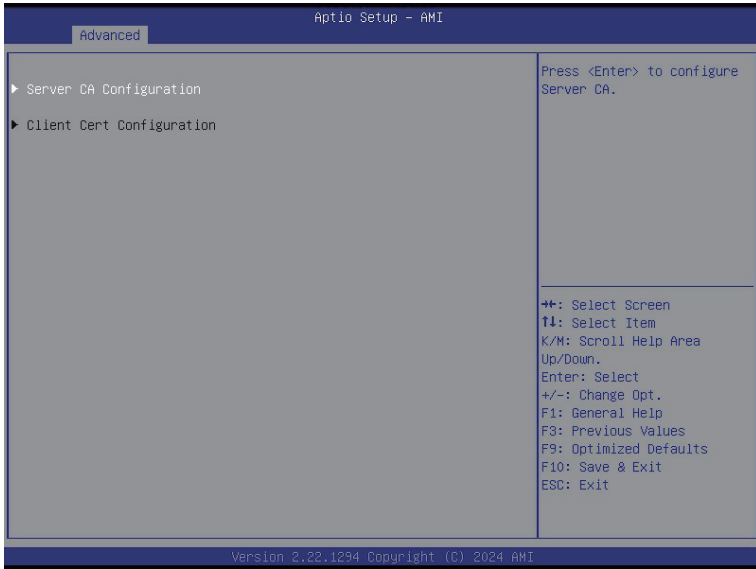 Aptio Setup – AMI
Advanced
Server CA Configuration
Client Cert Configuration
Press <Enter> to configure
Server CA.
→←: Select Screen
↑↓: Select Item
K/M: Scroll Help Area
Up/Down.
Enter: Select
+/-: Change Opt.
F1: General Help
F3: Previous Values
F9: Optimized Defaults
F10: Save & Exit
ESC: Exit
Version 2.22.1294 Copyright (C) 2024 AMI